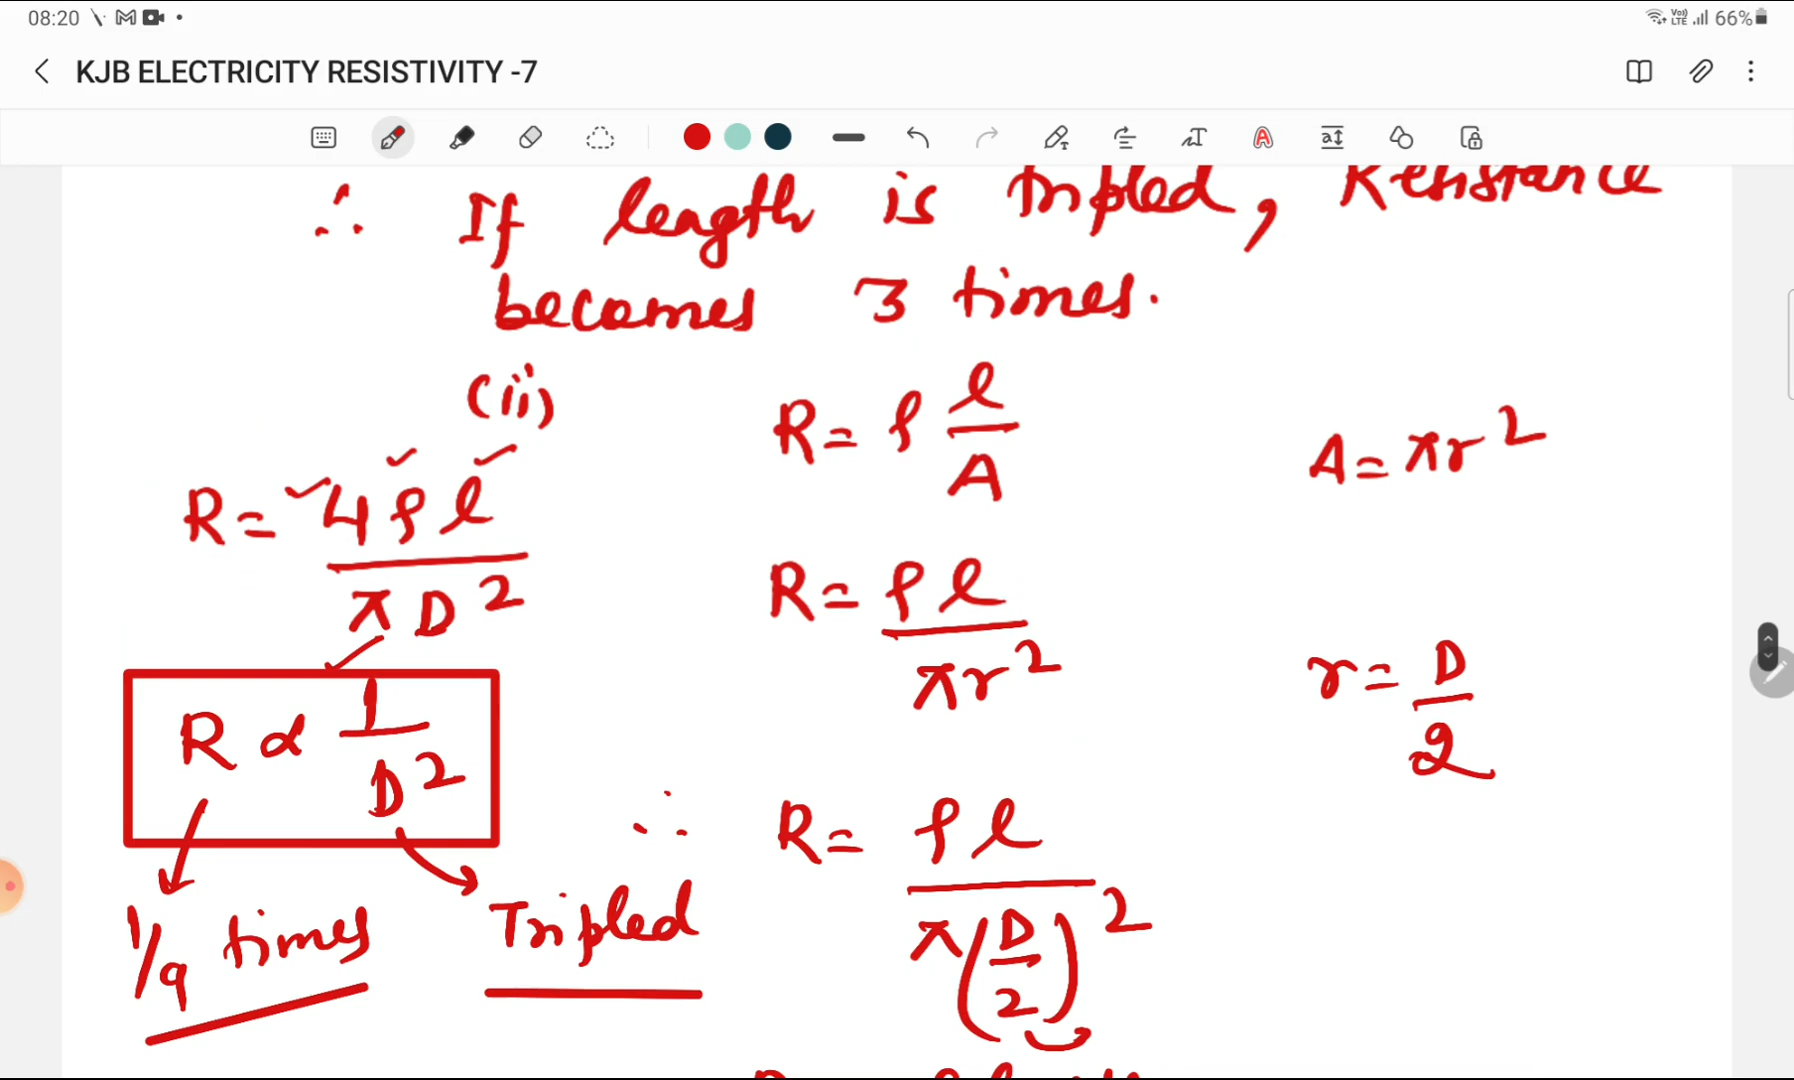 08:20
66%
KJB ELECTRICITY RESISTIVITY -7
∴ If length is tripled, Resistance
becomes 3 times.
(ii)
R = ρ l/A
A = πr²
R = 4ρl/πD²
R = ρl/πr²
r = D/2
R ∝ 1/D²
∴ R = ρl/π(D/2)²
1/9 times
Tripled